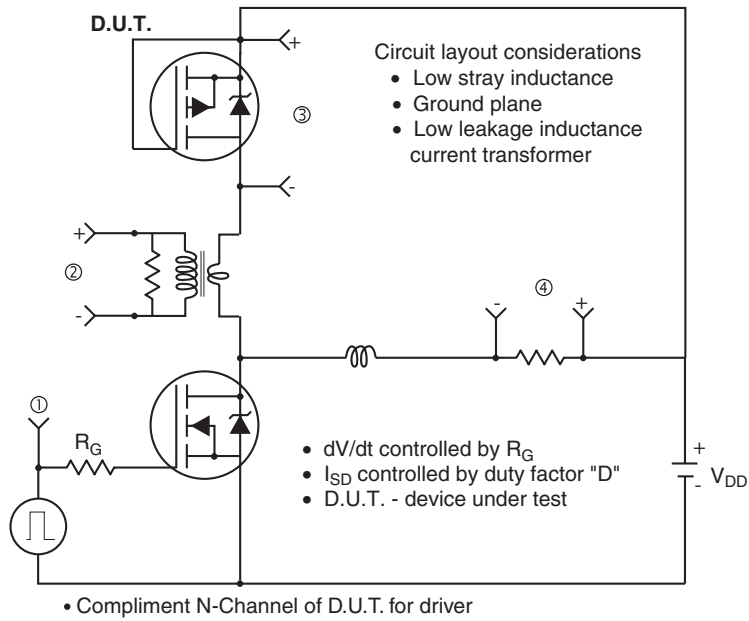 D.U.T.
+
Circuit layout considerations
• Low stray inductance
• Ground plane
• Low leakage inductance
current transformer
③
-
+
②
-
④
-
+
①
R_G
• dV/dt controlled by R_G
• I_SD controlled by duty factor "D"
• D.U.T. - device under test
+
-
V_DD
• Compliment N-Channel of D.U.T. for driver